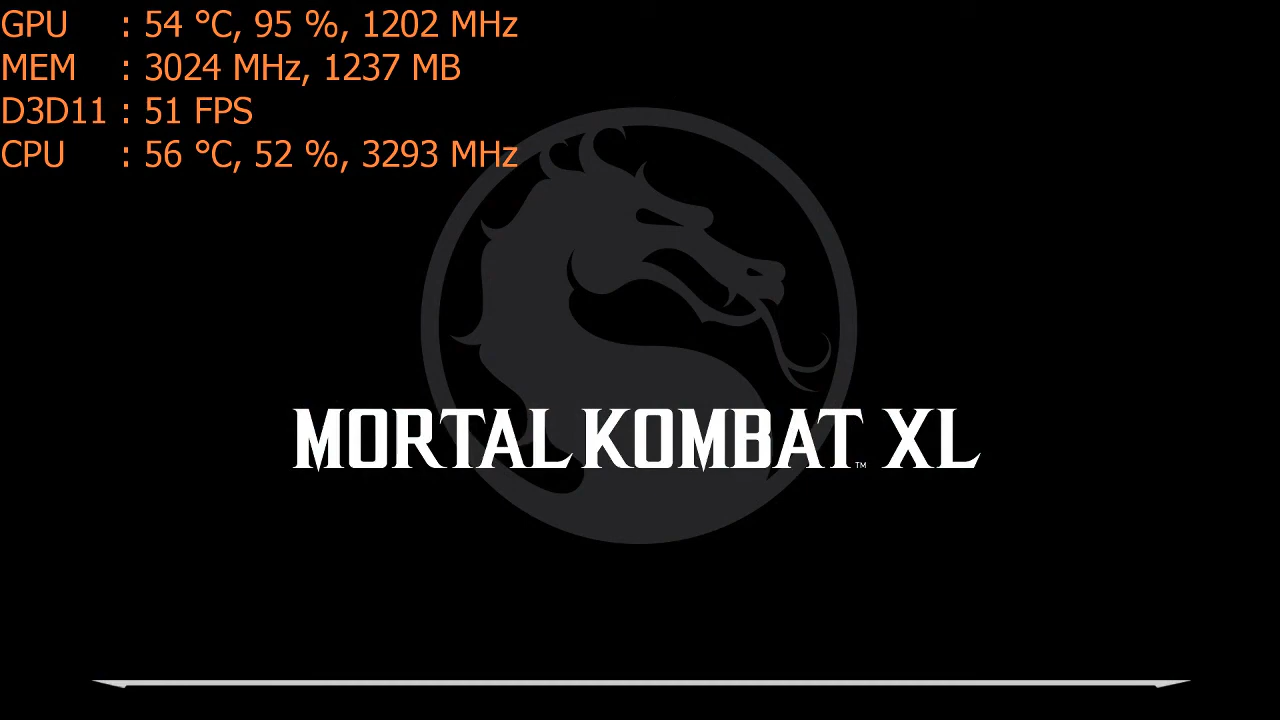 GPU : 54 °C, 95 %, 1202 MHz
MEM : 3024 MHz, 1237 MB
D3D11 : 51 FPS
CPU : 56 °C, 52 %, 3293 MHz
MORTAL KOMBAT™ XL